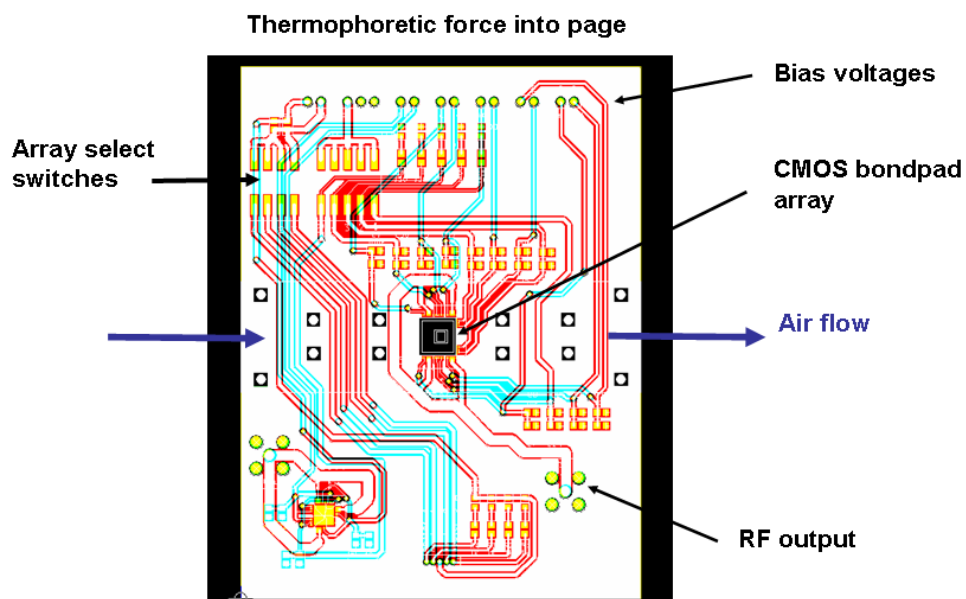 Thermophoretic force into page
Bias voltages
Array select
switches
CMOS bondpad
array
Air flow
RF output